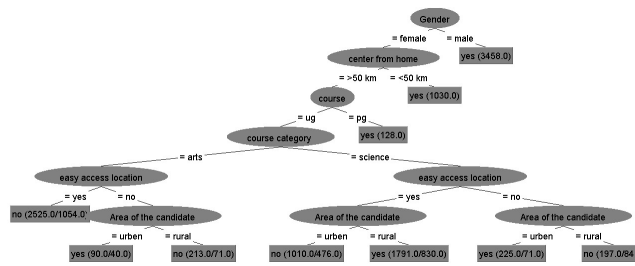 Gender
= female = male
center from home yes (3458.0)
= >50 km = <50 km
course yes (1030.0)
= ug = pg
course category yes (128.0)
= arts = science
easy access location easy access location
= yes = no = yes = no
no (2525.0/1054.0) Area of the candidate Area of the candidate Area of the candidate
= urben = rural = urben = rural = urben = rural
yes (90.0/40.0) no (213.0/71.0) no (1010.0/476.0) yes (1791.0/830.0) yes (225.0/71.0) no (197.0/84